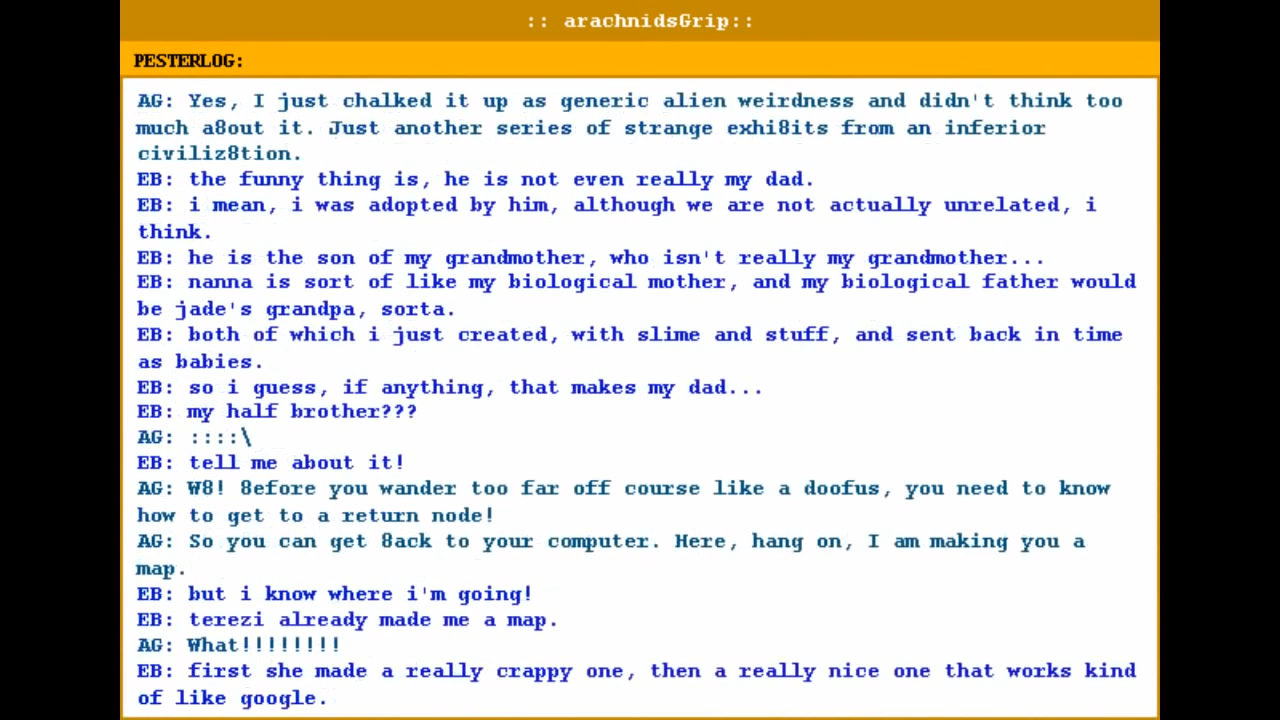 :: arachnidsGrip::
PESTERLOG:
AG: Yes, I just chalked it up as generic alien weirdness and didn't think too
much a8out it. Just another series of strange exhi8its from an inferior
civiliz8tion.
EB: the funny thing is, he is not even really my dad.
EB: i mean, i was adopted by him, although we are not actually unrelated, i
think.
EB: he is the son of my grandmother, who isn't really my grandmother...
EB: nanna is sort of like my biological mother, and my biological father would
be jade's grandpa, sorta.
EB: both of which i just created, with slime and stuff, and sent back in time
as babies.
EB: so i guess, if anything, that makes my dad...
EB: my half brother???
AG: ::::\
EB: tell me about it!
AG: W8! 8efore you wander too far off course like a doofus, you need to know
how to get to a return node!
AG: So you can get 8ack to your computer. Here, hang on, I am making you a
map.
EB: but i know where i'm going!
EB: terezi already made me a map.
AG: What!!!!!!!!
EB: first she made a really crappy one, then a really nice one that works kind
of like google.